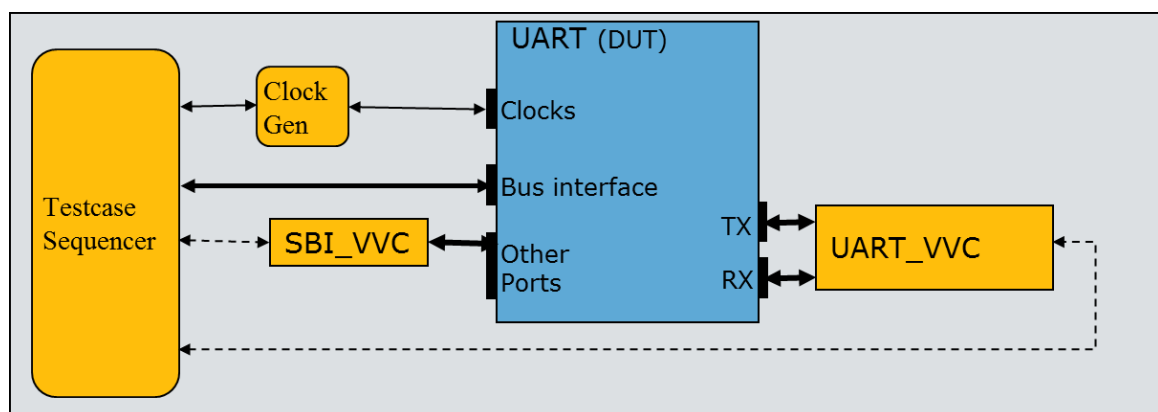 UART (DUT)
Clock
Gen
Clocks
Bus interface
Testcase
Sequencer
SBI_VVC
Other
Ports
TX
RX
UART_VVC